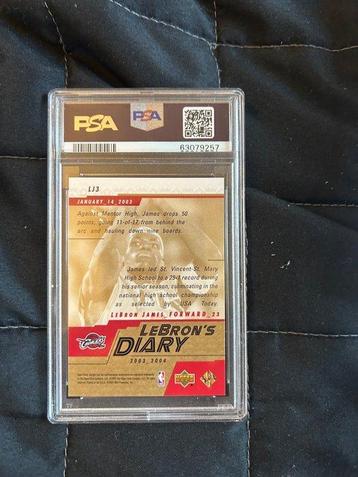 PSA
PSA
63079257
LJ3
JANUARY 14 2003
Against Mentor High, James drops 50
points, going 11-of-17 from behind the
arc and hauling down nine boards.
James led St. Vincent-St. Mary
High School to a record during
his senior season, culminating in the
national high school championship
as selected by USA Today.
LEBRON JAMES FORWARD 23
LEBRON'S
DIARY
2003 2004